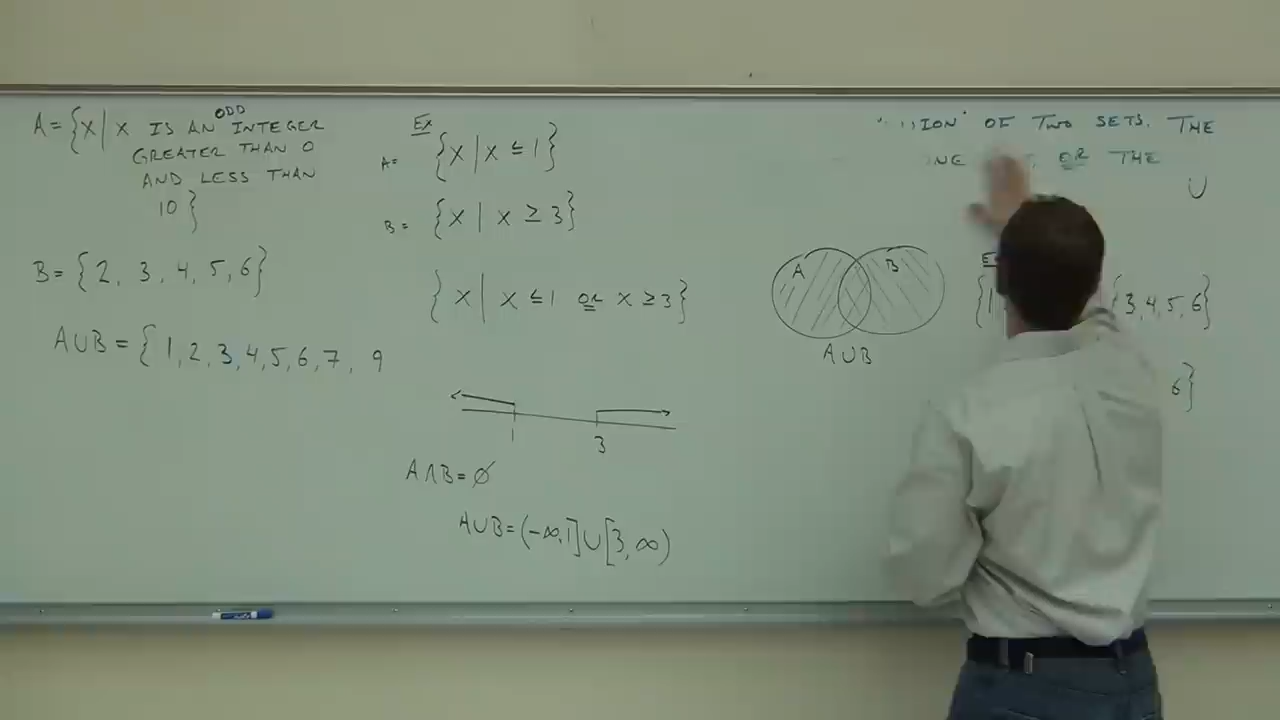 A = {X | X IS AN ODD INTEGER
GREATER THAN 0
AND LESS THAN
10}
B = {2, 3, 4, 5, 6}
A∪B = {1, 2, 3, 4, 5, 6, 7, 9
Ex
A= {X | X ≤ 1}
B= {X | X ≥ 3}
{X | X ≤ 1 OR X ≥ 3}
1 3
A∩B = ∅
A∪B = (-∞, 1] ∪ [3, ∞)
OF TWO SETS. THE
OR THE
∪
A B
A∪B
{1 {3, 4, 5, 6}
6}